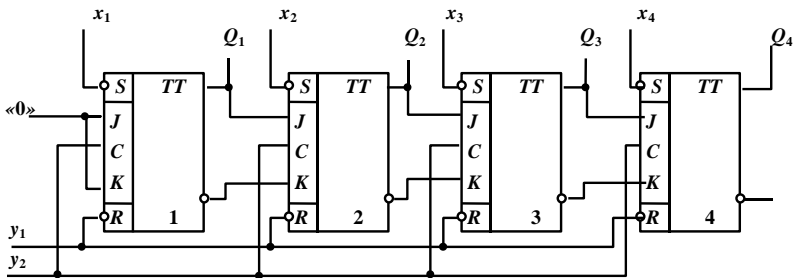 x1 x2 x3 x4
Q1 Q2 Q3 Q4
S TT S TT S TT S TT
«0» J J J J
C C C C
K K K K
R 1 R 2 R 3 R 4
y1
y2